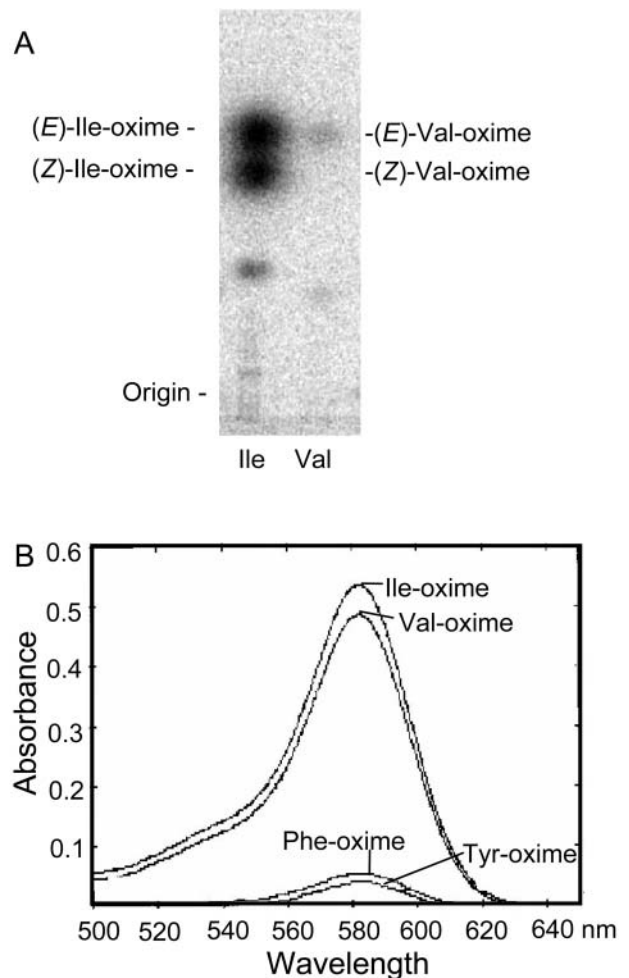 A
(E)-Ile-oxime - -(E)-Val-oxime
(Z)-Ile-oxime - -(Z)-Val-oxime
Origin -
Ile Val
B
0.6
Ile-oxime
0.5
Val-oxime
0.4
Absorbance
0.3
0.2
Phe-oxime
Tyr-oxime
0.1
500 520 540 560 580 600 620 640 nm
Wavelength